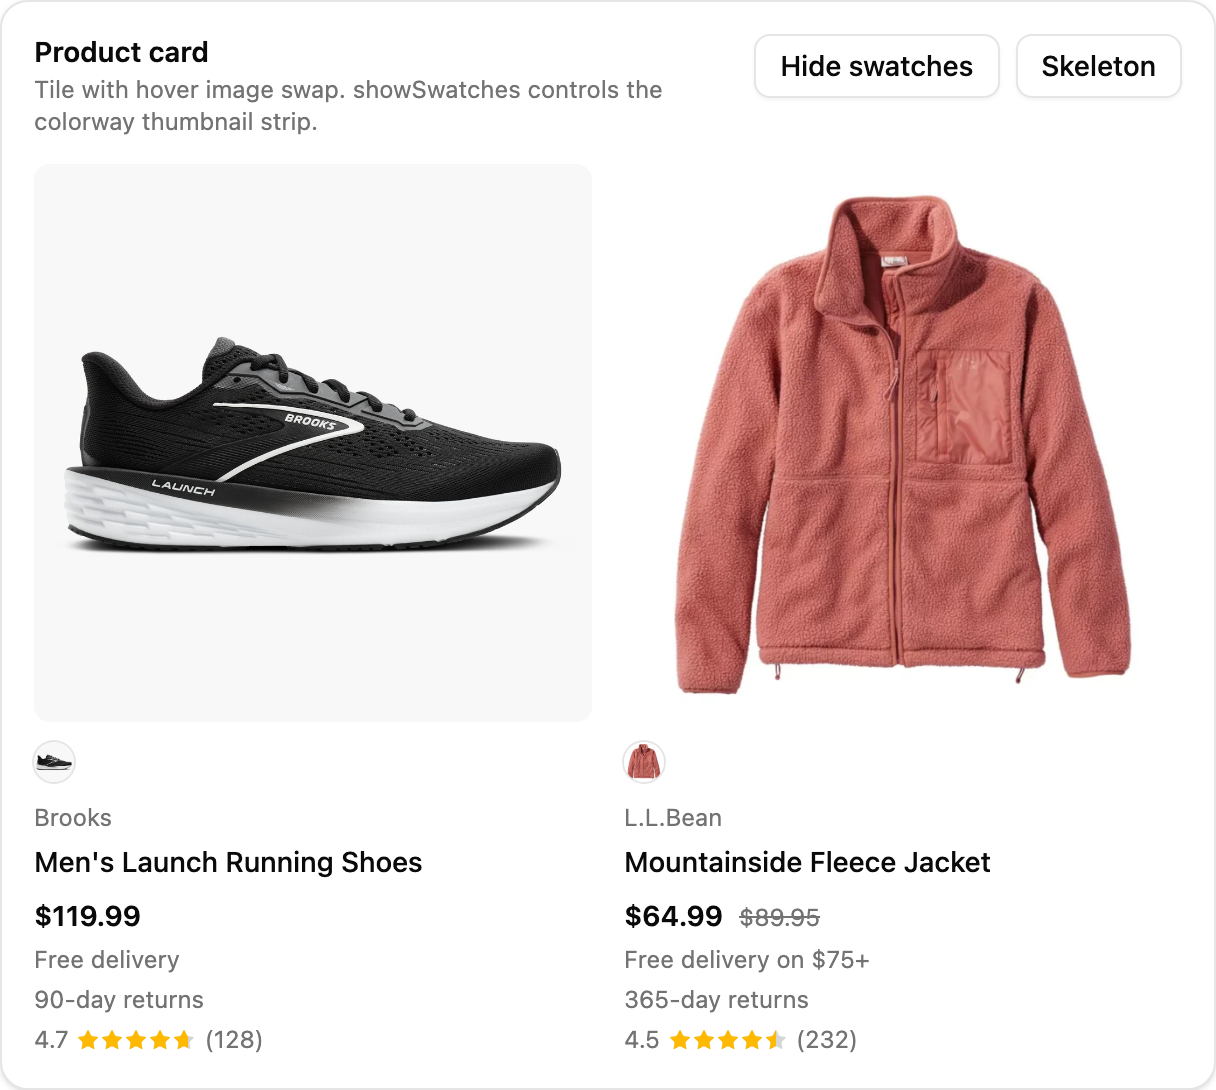 Product card
Tile with hover image swap. showSwatches controls the
colorway thumbnail strip.
Hide swatches
Skeleton
BROOKS
LAUNCH
Brooks
Men's Launch Running Shoes
$119.99
Free delivery
90-day returns
4.7 (128)
L.L.Bean
Mountainside Fleece Jacket
$64.99 $89.95
Free delivery on $75+
365-day returns
4.5 (232)